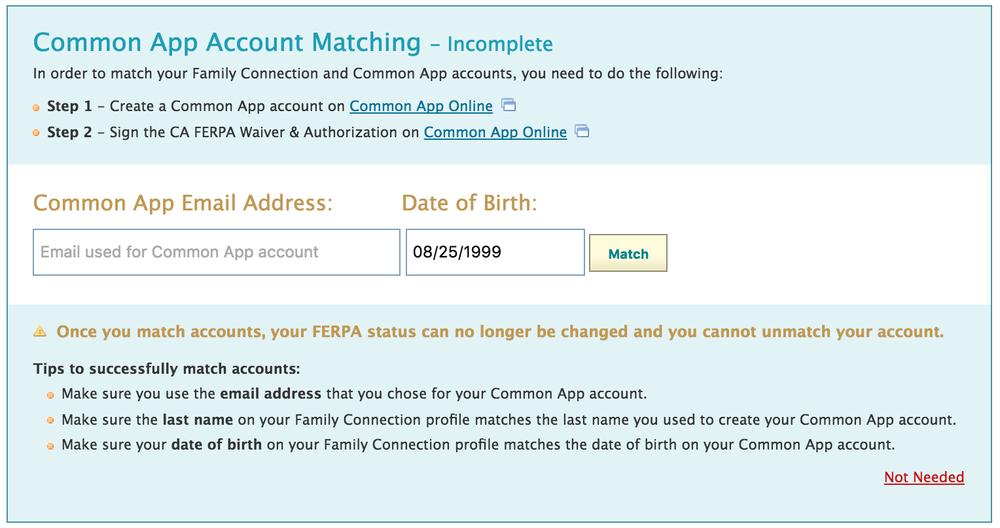 Common App Account Matching – Incomplete
In order to match your Family Connection and Common App accounts, you need to do the following:
Step 1 – Create a Common App account on Common App Online
Step 2 – Sign the CA FERPA Waiver & Authorization on Common App Online
Common App Email Address: Date of Birth:
Email used for Common App account 08/25/1999 Match
Once you match accounts, your FERPA status can no longer be changed and you cannot unmatch your account.
Tips to successfully match accounts:
Make sure you use the email address that you chose for your Common App account.
Make sure the last name on your Family Connection profile matches the last name you used to create your Common App account.
Make sure your date of birth on your Family Connection profile matches the date of birth on your Common App account.
Not Needed